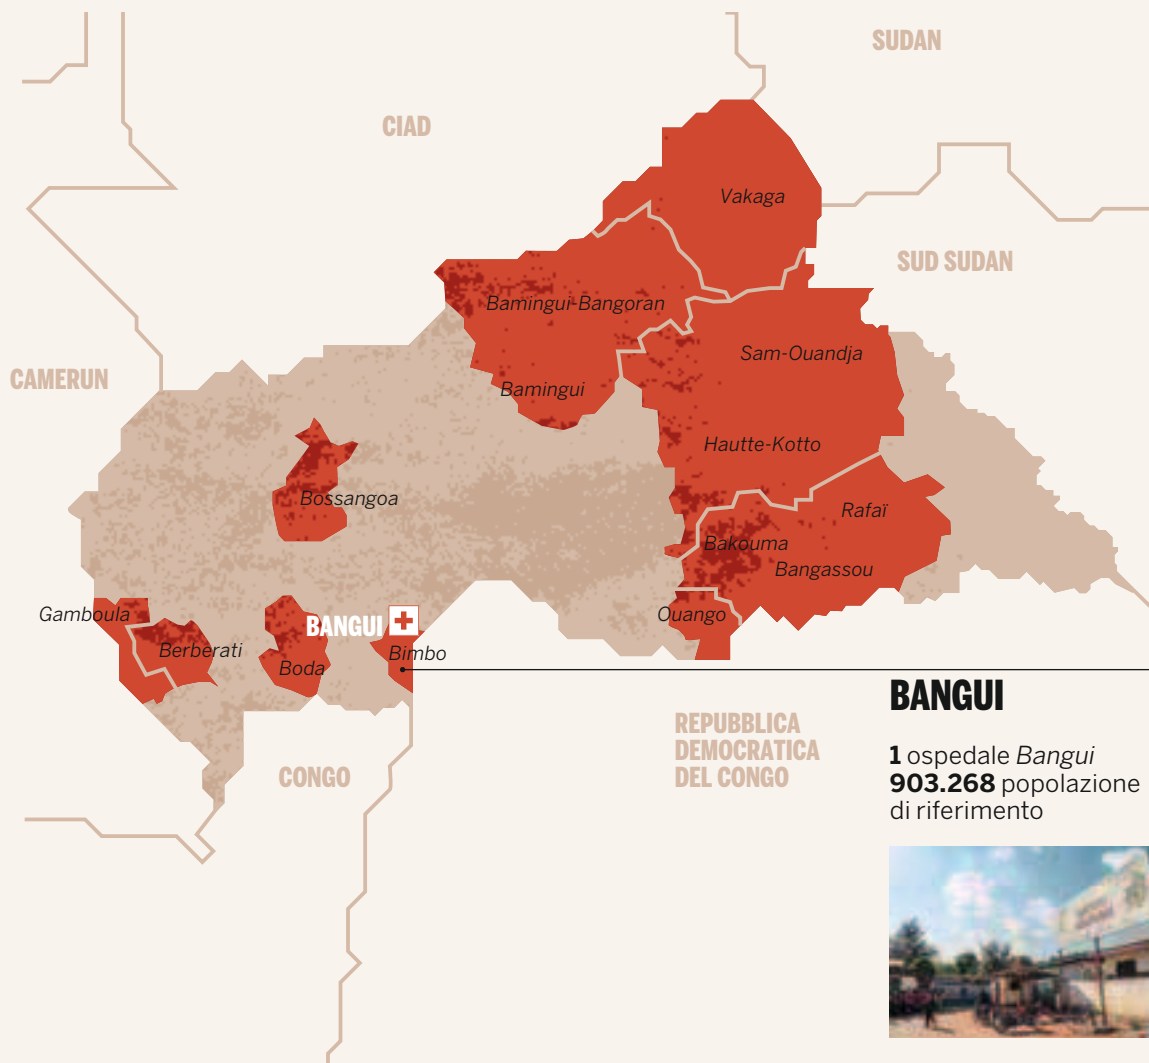 SUDAN
CIAD
Vakaga
SUD SUDAN
Bamingui-Bangoran
Sam-Ouandja
CAMERUN
Bamingui
Hautte-Kotto
Bossangoa
Rafaï
Bakouma
Bangassou
Gamboula
Ouango
BANGUI
Berberati
Bimbo
Boda
BANGUI
REPUBBLICA
DEMOCRATICA
DEL CONGO
CONGO
1 ospedale Bangui
903.268 popolazione
di riferimento